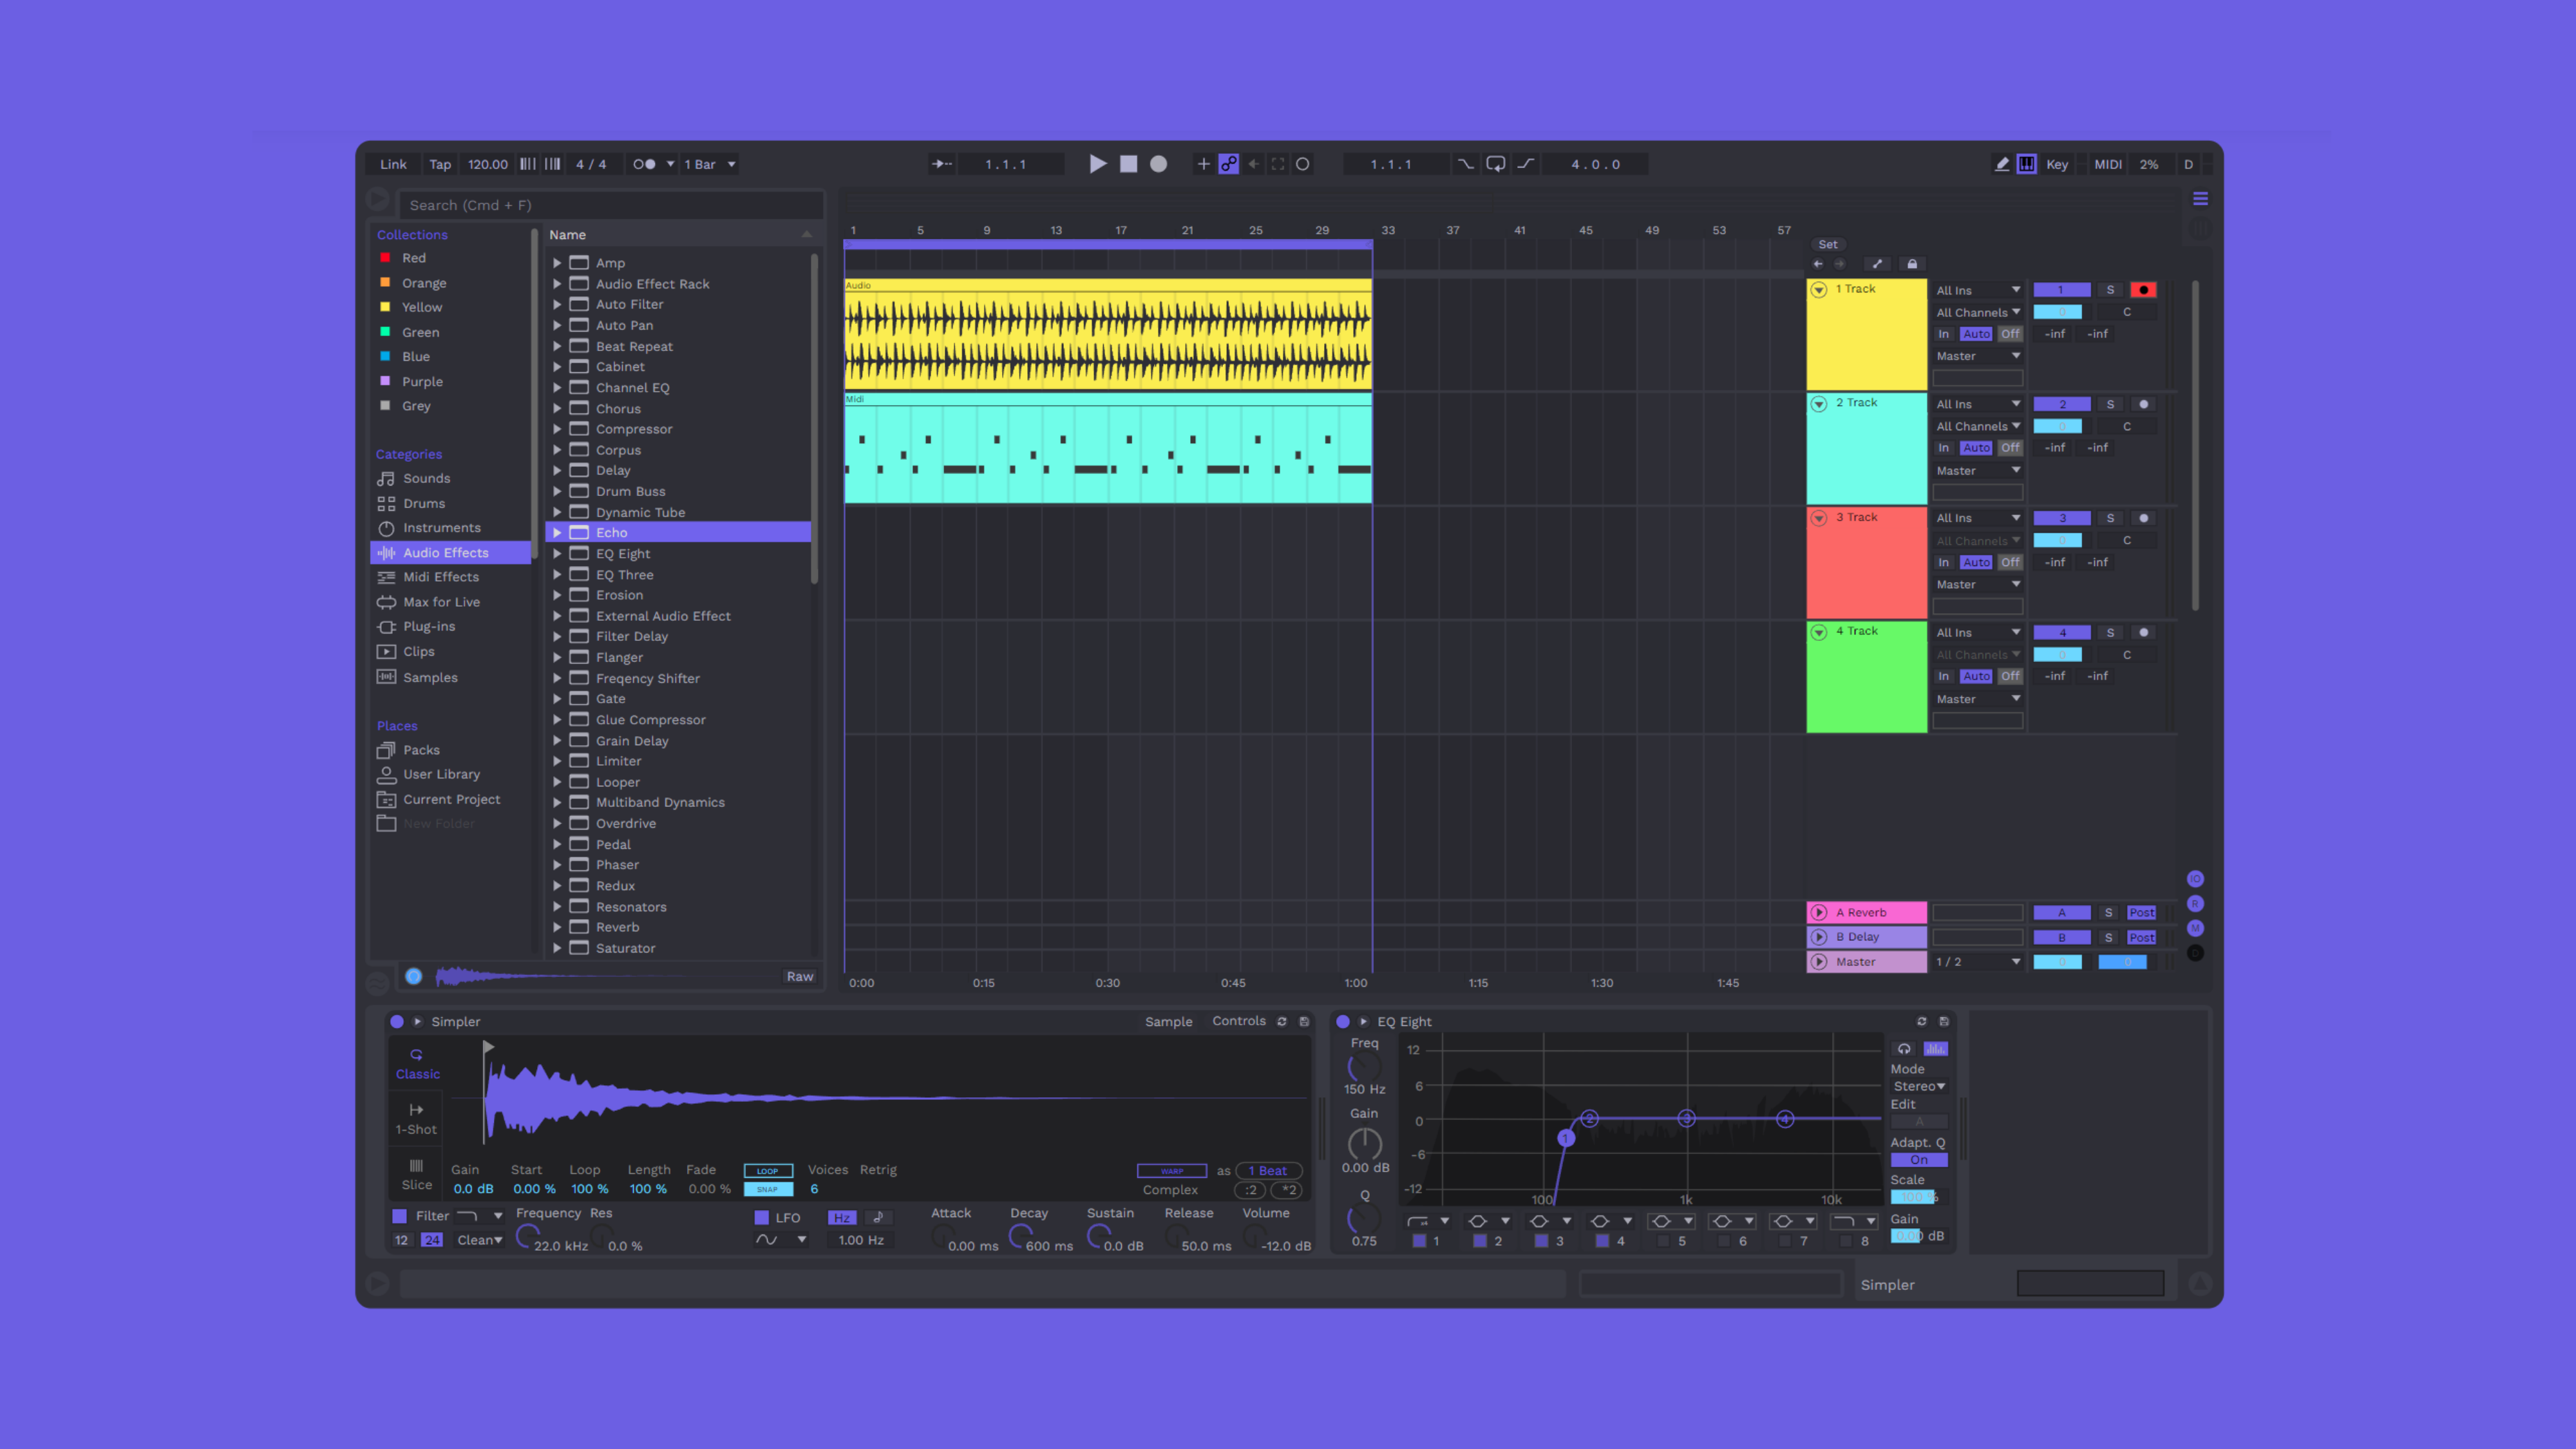 Link Tap 120.00 4 / 4 1 Bar 1 . 1 . 1 1 . 1 . 1 4 . 0 . 0 Key MIDI 2% D
Search (Cmd + F)
Collections
Red
Orange
Yellow
Green
Blue
Purple
Grey
Categories
Sounds
Drums
Instruments
Audio Effects
Midi Effects
Max for Live
Plug-ins
Clips
Samples
Places
Packs
User Library
Current Project
New Folder
Name
Amp
Audio Effect Rack
Auto Filter
Auto Pan
Beat Repeat
Cabinet
Channel EQ
Chorus
Compressor
Corpus
Delay
Drum Buss
Dynamic Tube
Echo
EQ Eight
EQ Three
Erosion
External Audio Effect
Filter Delay
Flanger
Freqency Shifter
Gate
Glue Compressor
Grain Delay
Limiter
Looper
Multiband Dynamics
Overdrive
Pedal
Phaser
Redux
Resonators
Reverb
Saturator
Raw
1 5 9 13 17 21 25 29 33 37 41 45 49 53 57
Set
Audio
Midi
1 Track All Ins 1 S
All Channels 0 C
In Auto Off -inf -inf
Master
2 Track All Ins 2 S
All Channels 0 C
In Auto Off -inf -inf
Master
3 Track All Ins 3 S
All Channels 0 C
In Auto Off -inf -inf
Master
4 Track All Ins 4 S
All Channels 0 C
In Auto Off -inf -inf
Master
IO
R
M
A Reverb A S Post
B Delay B S Post
Master 1 / 2 0 0
0:00 0:15 0:30 0:45 1:00 1:15 1:30 1:45
Simpler Sample Controls
Classic
1-Shot
Slice
Gain Start Loop Length Fade LOOP Voices Retrig WARP as 1 Beat
0.0 dB 0.00 % 100 % 100 % 0.00 % SNAP 6 Complex :2 *2
Filter Frequency Res LFO Hz Attack Decay Sustain Release Volume
12 24 Clean 22.0 kHz 0.0 % 1.00 Hz 0.00 ms 600 ms 0.0 dB 50.0 ms -12.0 dB
EQ Eight
Freq
150 Hz
Gain
0.00 dB
Q
0.75
12
6
0
-6
-12
1 2 3 4
100 1k 10k
1 2 3 4 5 6 7 8
Mode
Stereo
Edit
A
Adapt. Q
On
Scale
100 %
Gain
0.00 dB
Simpler